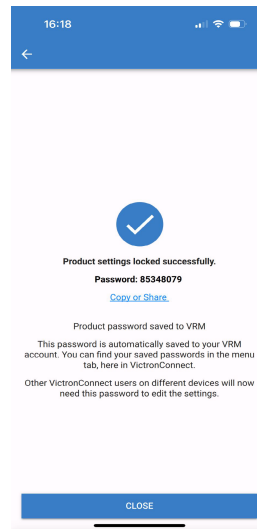 16:18
Product settings locked successfully.
Password: 85348079
Copy or Share
Product password saved to VRM
This password is automatically saved to your VRM
account. You can find your saved passwords in the menu
tab, here in VictronConnect.
Other VictronConnect users on different devices will now
need this password to edit the settings.
CLOSE